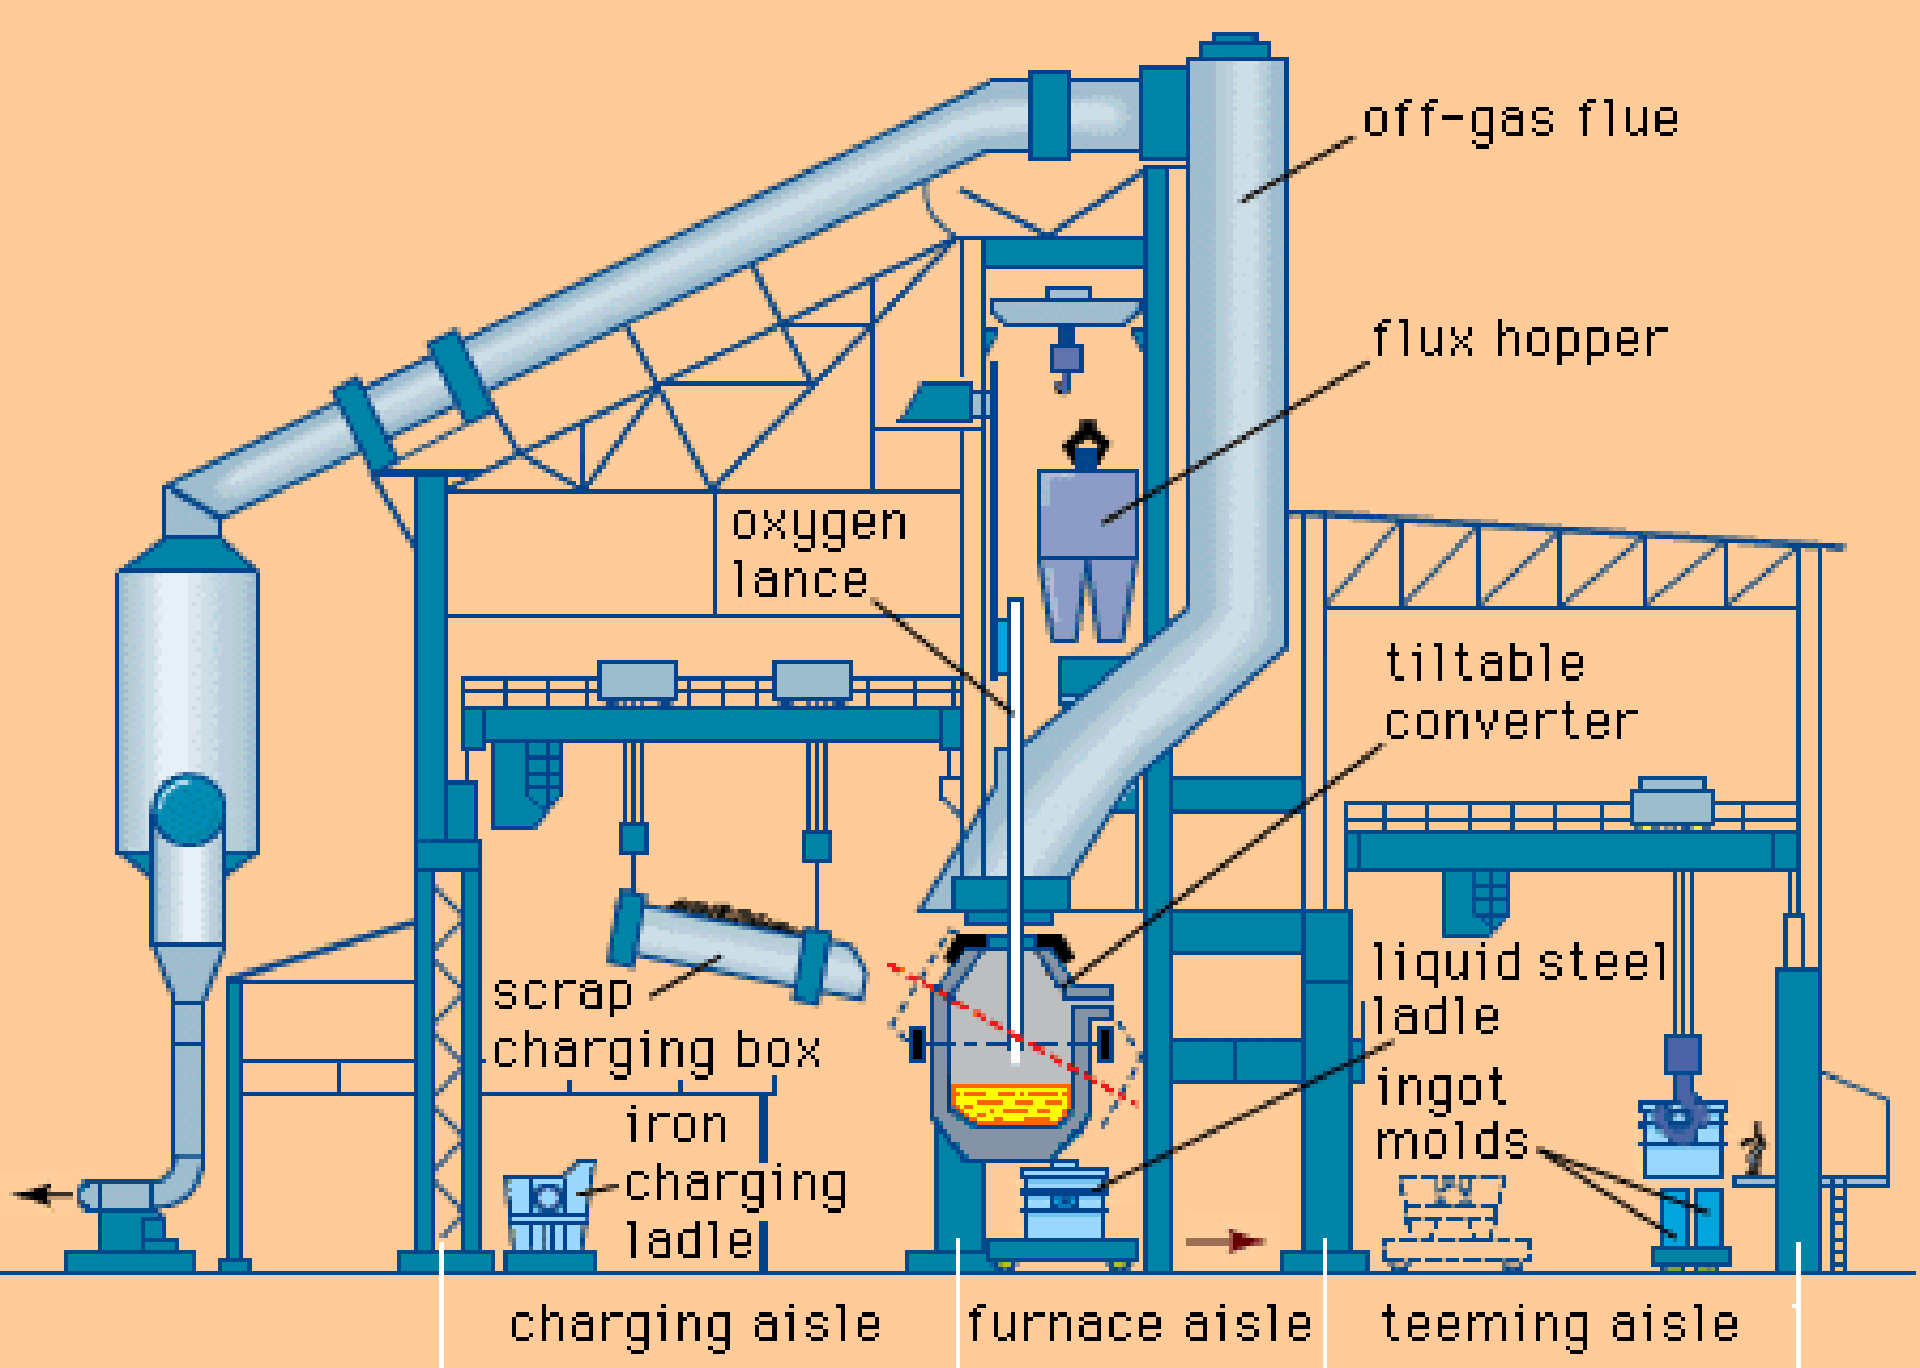 off-gas flue
flux hopper
oxygen
lance
tiltable
converter
scrap
charging box
liquid steel
ladle
iron
charging
ladle
ingot
molds
charging aisle
furnace aisle
teeming aisle